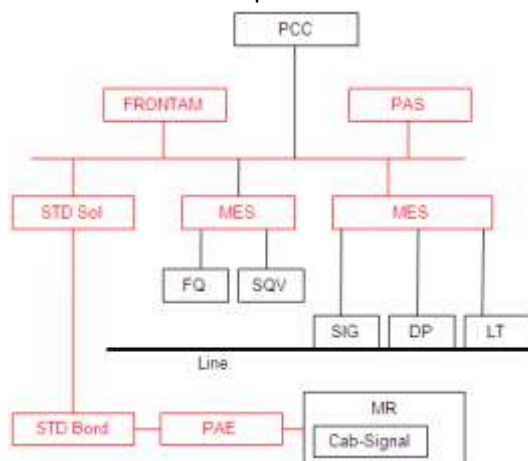 PCC
FRONTAM
PAS
STD Sol
MES
MES
FQ
SQV
SIG
DP
LT
Line
STD Bord
PAE
MR
Cab-Signal